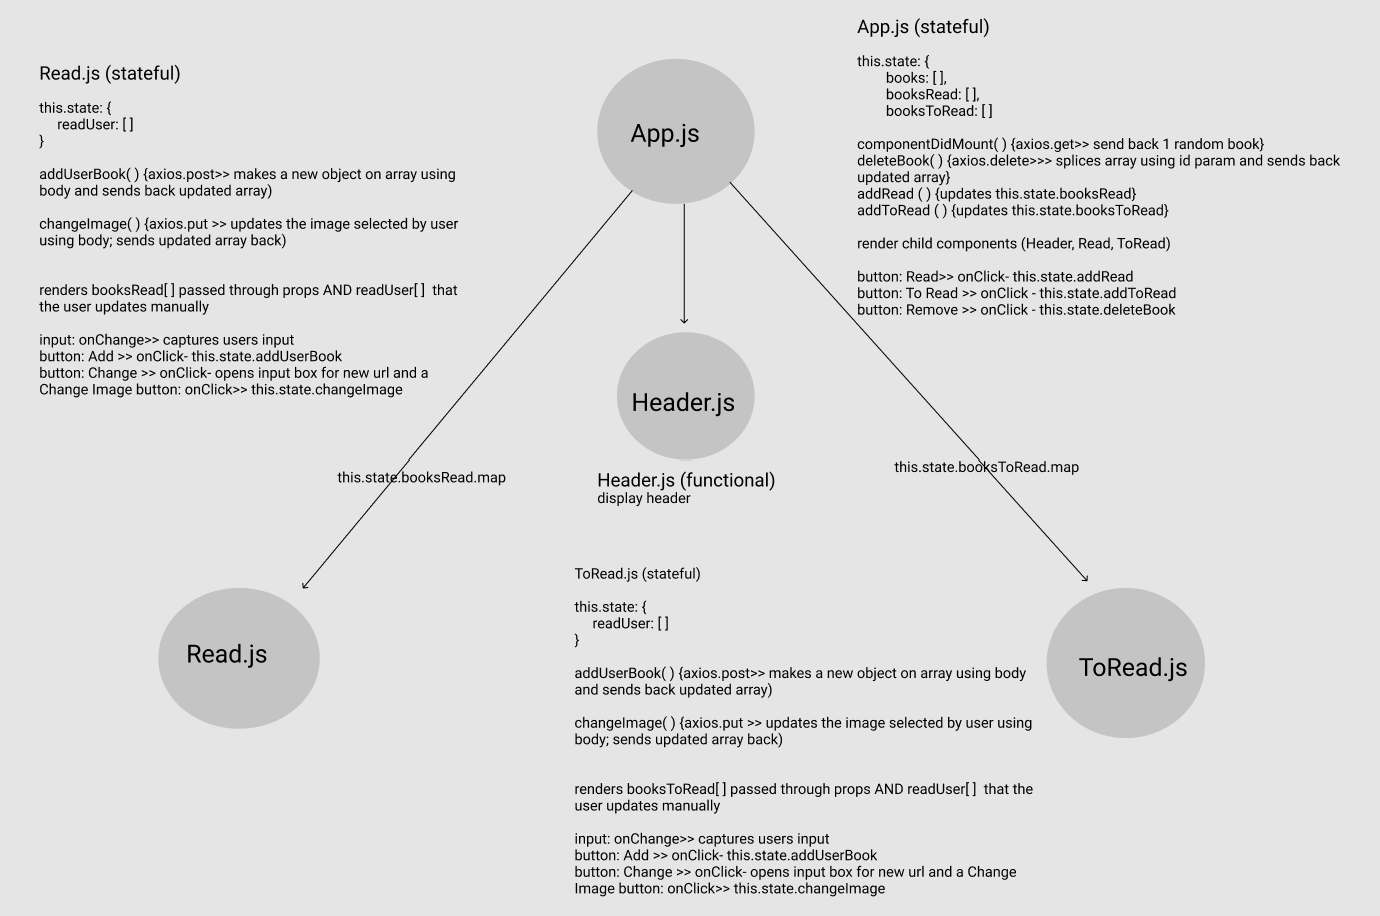 App.js (stateful)
this.state: {
books: [ ],
booksRead: [ ],
booksToRead: [ ]
componentDidMount( ) {axios.get>> send back 1 random book}
deleteBook( ) {axios.delete>>> splices array using id param and sends back
updated array}
addRead ( ) {updates this.state.booksRead}
addToRead ( ) {updates this.state.booksToRead}
render child components (Header, Read, ToRead)
button: Read>> onClick- this.state.addRead
button: To Read >> onClick - this.state.addToRead
button: Remove >> onClick - this.state.deleteBook
Read.js (stateful)
this.state: {
readUser: [ ]
}
addUserBook( ) {axios.post>> makes a new object on array using
body and sends back updated array)
changeImage( ) {axios.put >> updates the image selected by user
using body; sends updated array back)
renders booksRead[ ] passed through props AND readUser[ ]  that
the user updates manually
input: onChange>> captures users input
button: Add >> onClick- this.state.addUserBook
button: Change >> onClick- opens input box for new url and a
Change Image button: onClick>> this.state.changeImage
App.js
Header.js
Header.js (functional)
display header
this.state.booksRead.map
this.state.booksToRead.map
Read.js
ToRead.js (stateful)
this.state: {
readUser: [ ]
}
addUserBook( ) {axios.post>> makes a new object on array using body
and sends back updated array)
changeImage( ) {axios.put >> updates the image selected by user using
body; sends updated array back)
renders booksToRead[ ] passed through props AND readUser[ ]  that the
user updates manually
input: onChange>> captures users input
button: Add >> onClick- this.state.addUserBook
button: Change >> onClick- opens input box for new url and a Change
Image button: onClick>> this.state.changeImage
ToRead.js